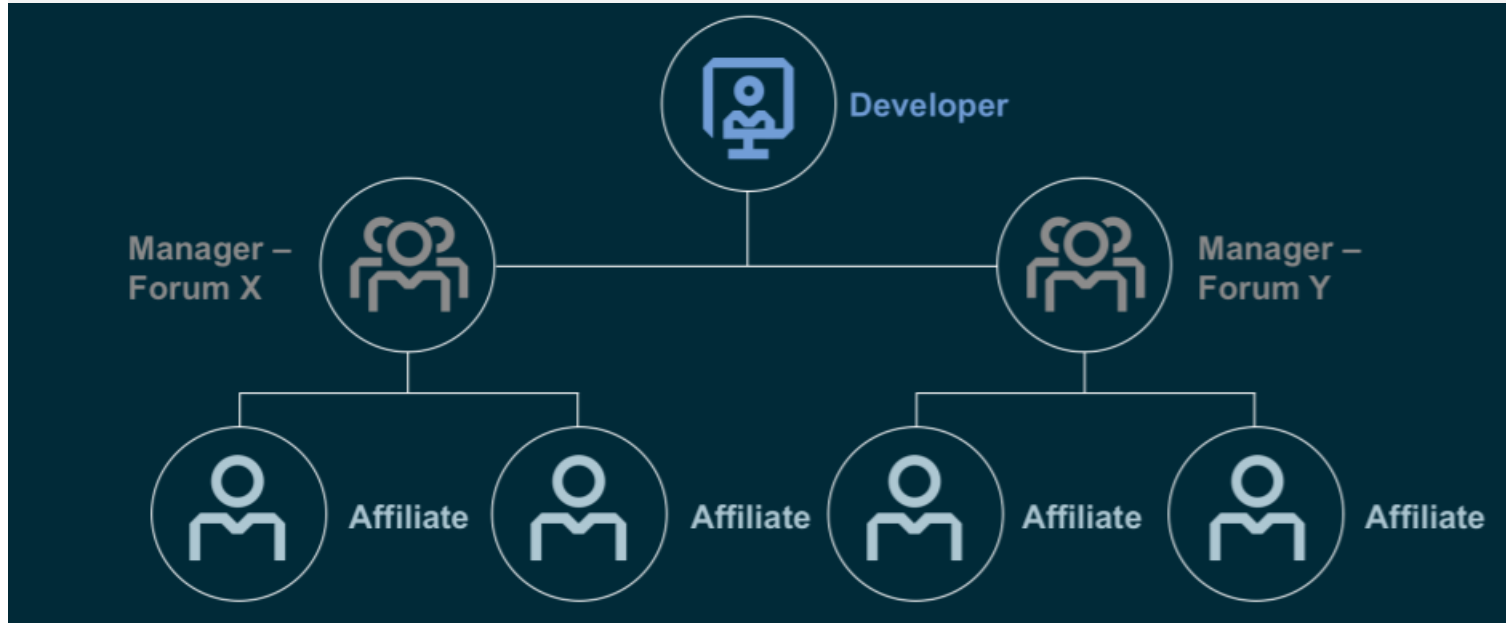 Developer
Manager –
Forum X
Manager –
Forum Y
Affiliate
Affiliate
Affiliate
Affiliate